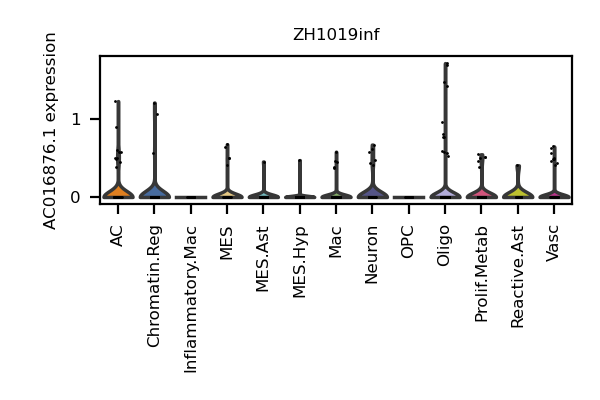 ZH1019inf
AC016876.1 expression
1
0
AC
Chromatin.Reg
Inflammatory.Mac
MES
MES.Ast
MES.Hyp
Mac
Neuron
OPC
Oligo
Prolif.Metab
Reactive.Ast
Vasc